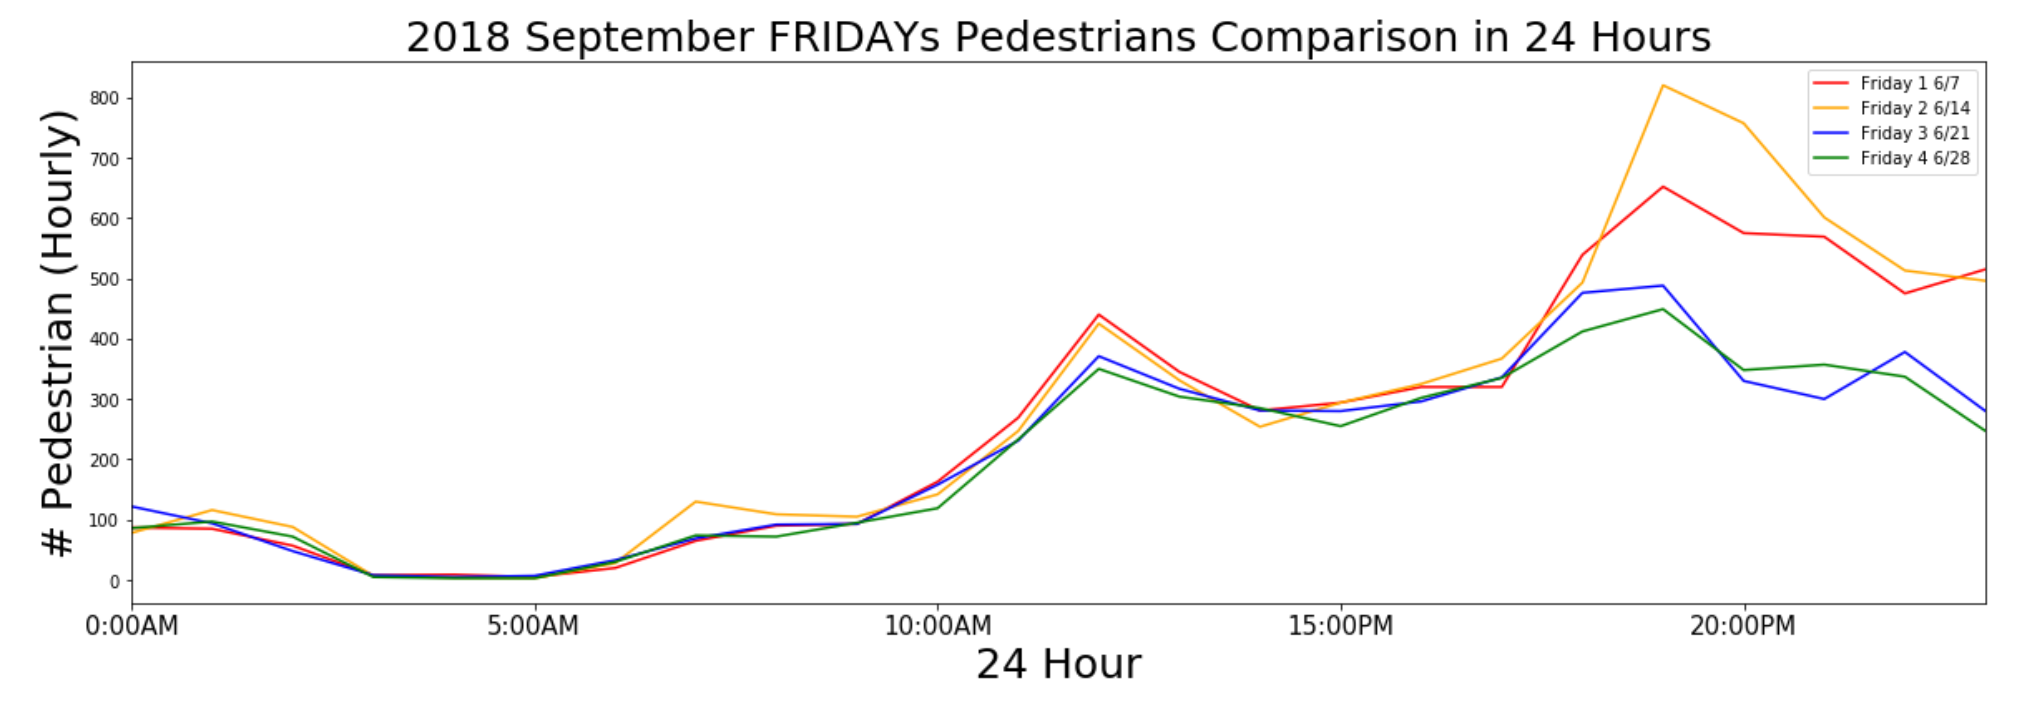 2018 September FRIDAYs Pedestrians Comparison in 24 Hours
Friday 1 6/7
Friday 2 6/14
Friday 3 6/21
Friday 4 6/28
# Pedestrian (Hourly)
800
700
600
500
400
300
200
100
0
0:00AM 5:00AM 10:00AM 15:00PM 20:00PM
24 Hour